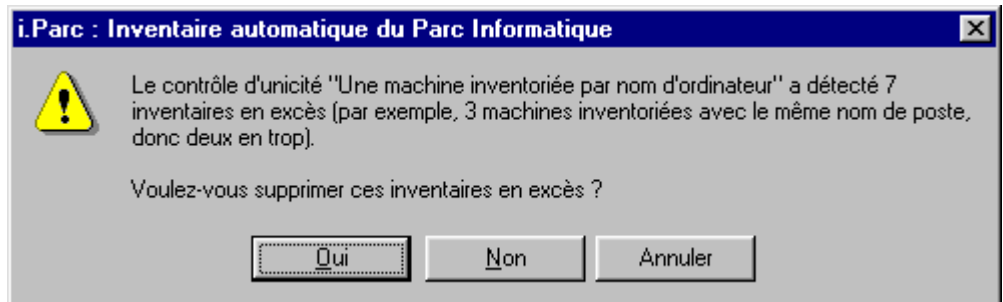 i.Parc : Inventaire automatique du Parc Informatique
Le contrôle d'unicité "Une machine inventoriée par nom d'ordinateur" a détecté 7
inventaires en excès (par exemple, 3 machines inventoriées avec le même nom de poste,
donc deux en trop).
Voulez-vous supprimer ces inventaires en excès ?
Oui Non Annuler